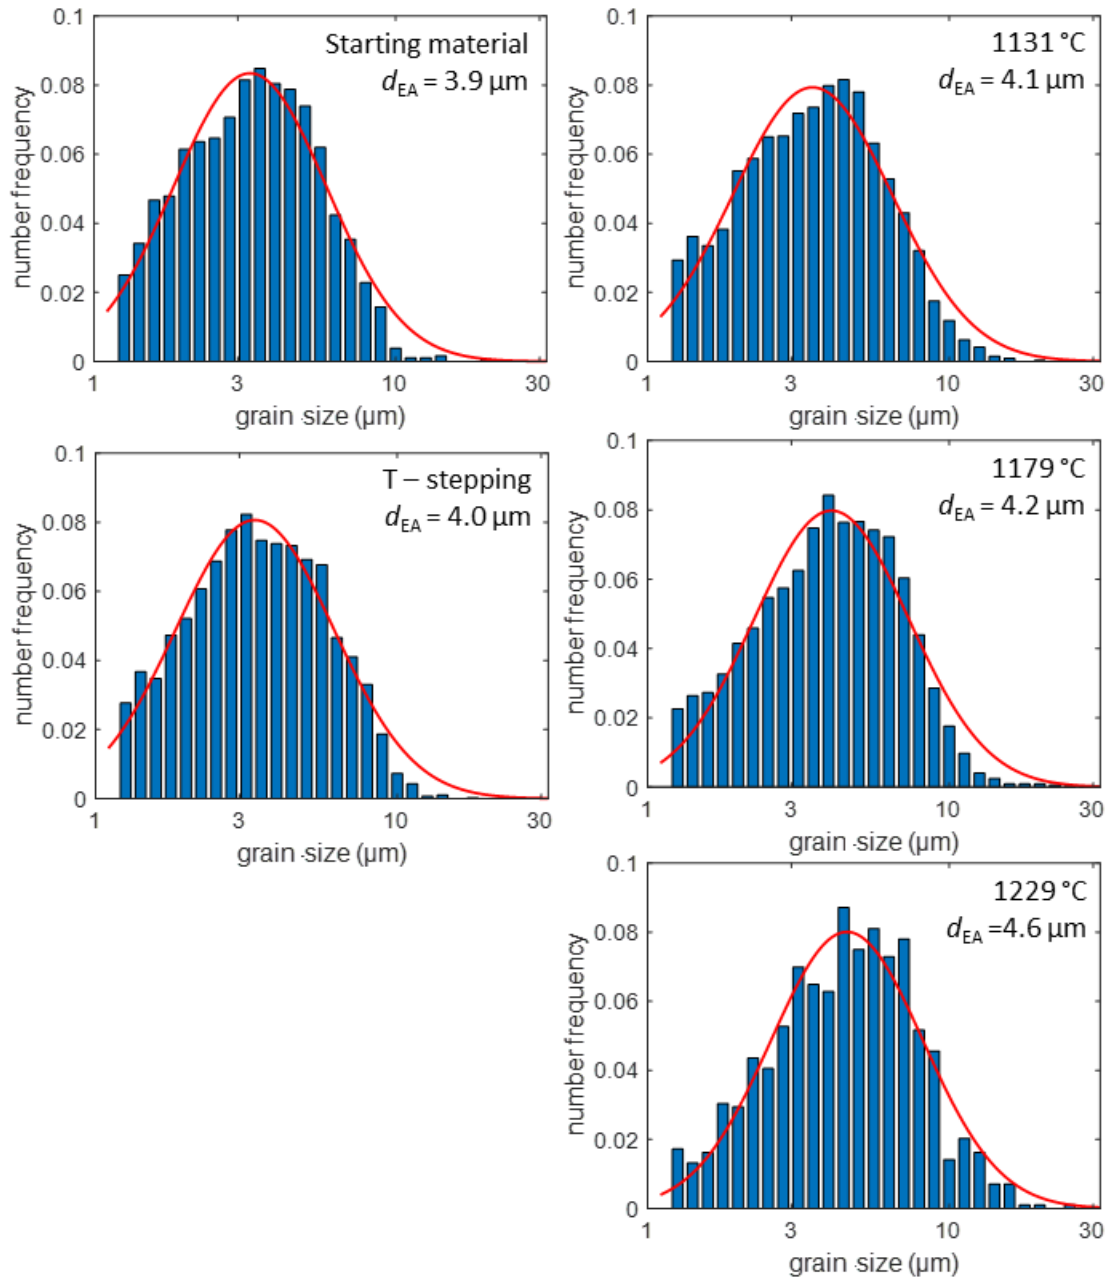 Starting material
d_EA = 3.9 µm
0.1
0.08
0.06
0.04
0.02
0
number frequency
1 3 10 30
grain size (µm)
1131 °C
d_EA = 4.1 µm
0.1
0.08
0.06
0.04
0.02
0
number frequency
1 3 10 30
grain size (µm)
T – stepping
d_EA = 4.0 µm
0.1
0.08
0.06
0.04
0.02
0
number frequency
1 3 10 30
grain size (µm)
1179 °C
d_EA = 4.2 µm
0.1
0.08
0.06
0.04
0.02
0
number frequency
1 3 10 30
grain size (µm)
1229 °C
d_EA =4.6 µm
0.1
0.08
0.06
0.04
0.02
0
number frequency
1 3 10 30
grain size (µm)